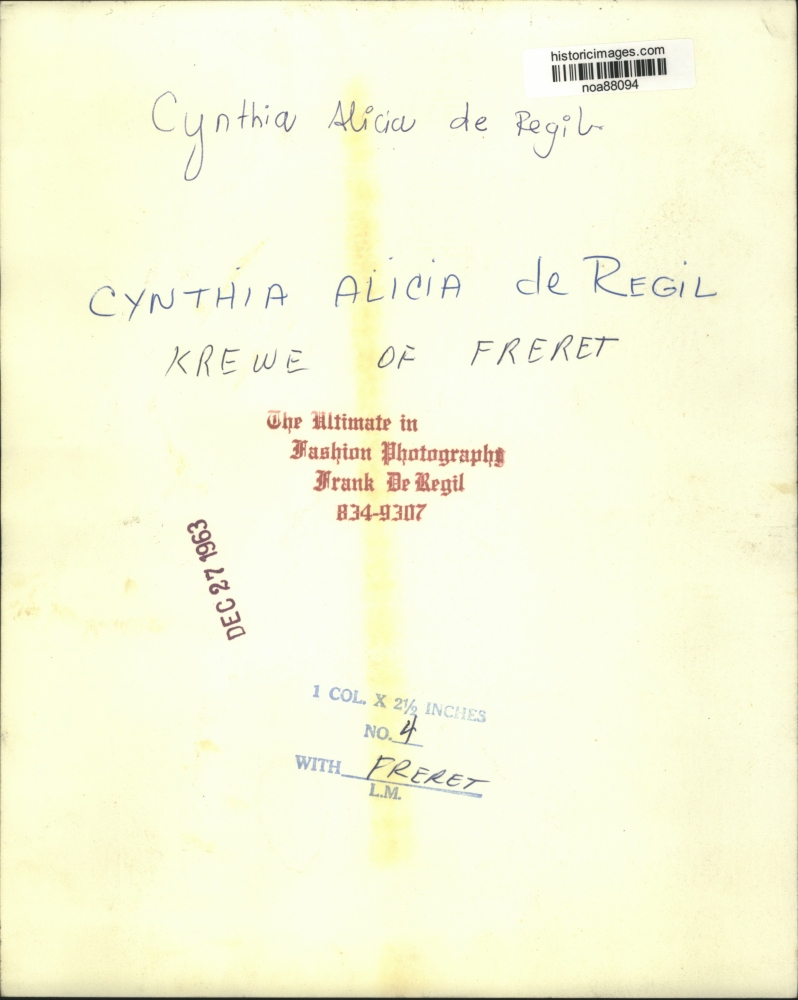 historicimages.com
noa88094
Cynthia Alicia de Regil
CYNTHIA ALICIA de REGIL
KREWE OF FRERET
The Ultimate in
Fashion Photography
Frank De Regil
834-9307
DEC 27 1963
1 COL. X 2½ INCHES
NO. 4
WITH FRERET
L.M.